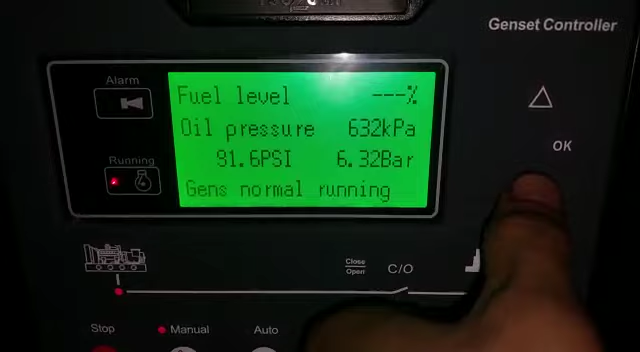 Genset Controller
Alarm
Fuel level ---%
Oil pressure 632kPa
91.6PSI 6.32Bar
Gens normal running
Running
OK
Close
Open
C/O
Stop
Manual
Auto